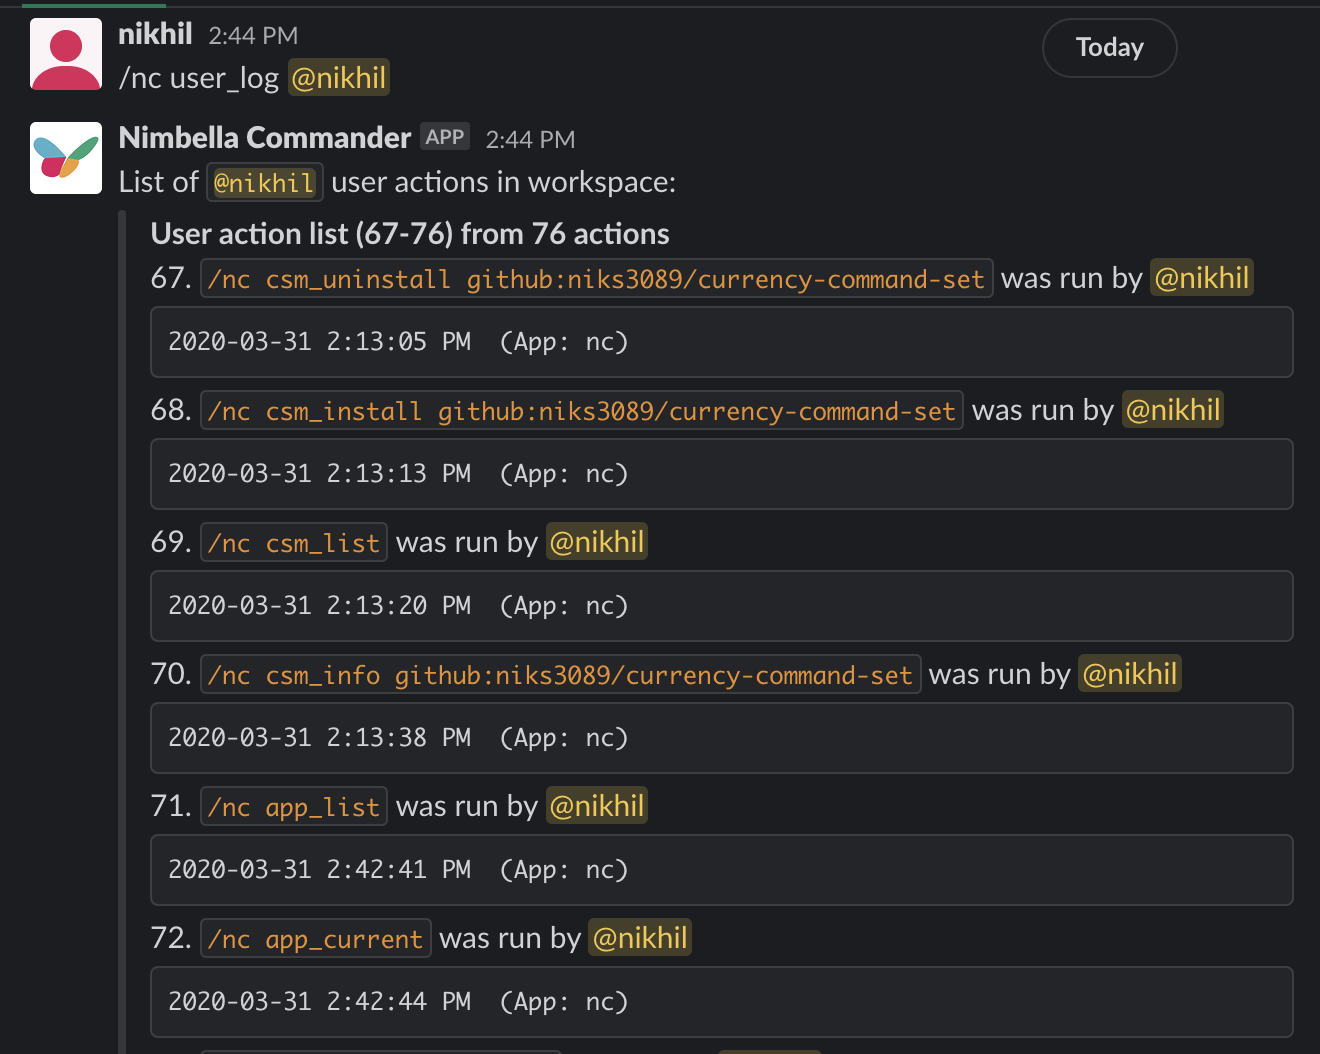 nikhil 2:44 PM
Today
/nc user_log @nikhil
Nimbella Commander APP 2:44 PM
List of @nikhil user actions in workspace:
User action list (67-76) from 76 actions
67. /nc csm_uninstall github:niks3089/currency-command-set was run by @nikhil
2020-03-31 2:13:05 PM (App: nc)
68. /nc csm_install github:niks3089/currency-command-set was run by @nikhil
2020-03-31 2:13:13 PM (App: nc)
69. /nc csm_list was run by @nikhil
2020-03-31 2:13:20 PM (App: nc)
70. /nc csm_info github:niks3089/currency-command-set was run by @nikhil
2020-03-31 2:13:38 PM (App: nc)
71. /nc app_list was run by @nikhil
2020-03-31 2:42:41 PM (App: nc)
72. /nc app_current was run by @nikhil
2020-03-31 2:42:44 PM (App: nc)